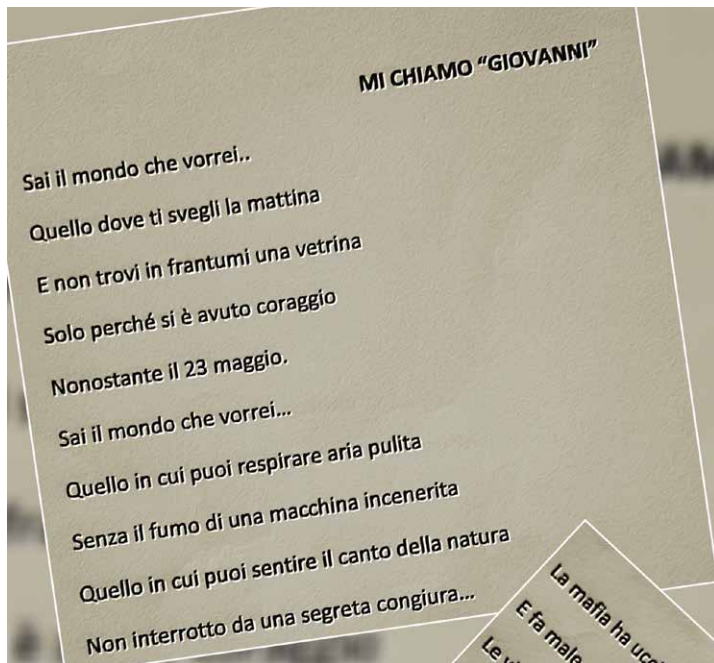 MI CHIAMO “GIOVANNI”
Sai il mondo che vorrei..
Quello dove ti svegli la mattina
E non trovi in frantumi una vetrina
Solo perché si è avuto coraggio
Nonostante il 23 maggio.
Sai il mondo che vorrei...
Quello in cui puoi respirare aria pulita
Senza il fumo di una macchina incenerita
Quello in cui puoi sentire il canto della natura
Non interrotto da una segreta congiura...
La mafia ha
E fa male
Le